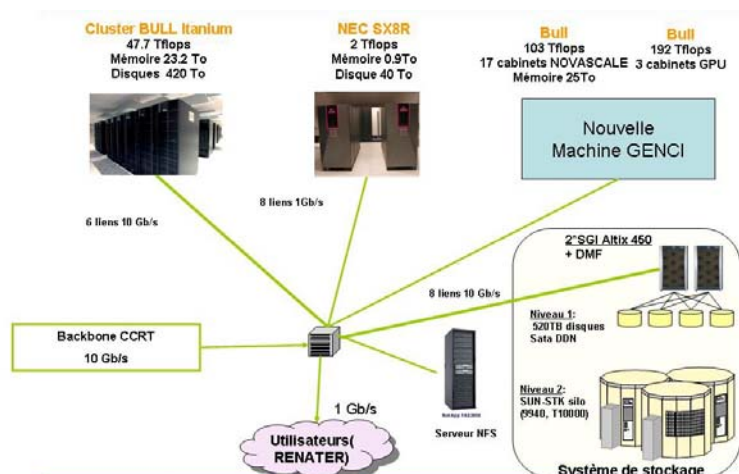 Cluster BULL Itanium
47.7 Tflops
Mémoire 23.2 To
Disques 420 To
NEC SX8R
2 Tflops
Mémoire 0.9To
Disque 40 To
Bull
103 Tflops
17 cabinets NOVASCALE
Mémoire 25To
Bull
192 Tflops
3 cabinets GPU
Nouvelle
Machine GENCI
6 liens 10 Gb/s
8 liens 1Gb/s
8 liens 10 Gb/s
2*SGI Altix 450
+ DMF
Niveau 1:
520TB disques
Sata DDN
Niveau 2:
SUN-STK silo
(9940, T10000)
Système de stockage
Backbone CCRT
10 Gb/s
1 Gb/s
Utilisateurs(
RENATER)
Serveur NFS